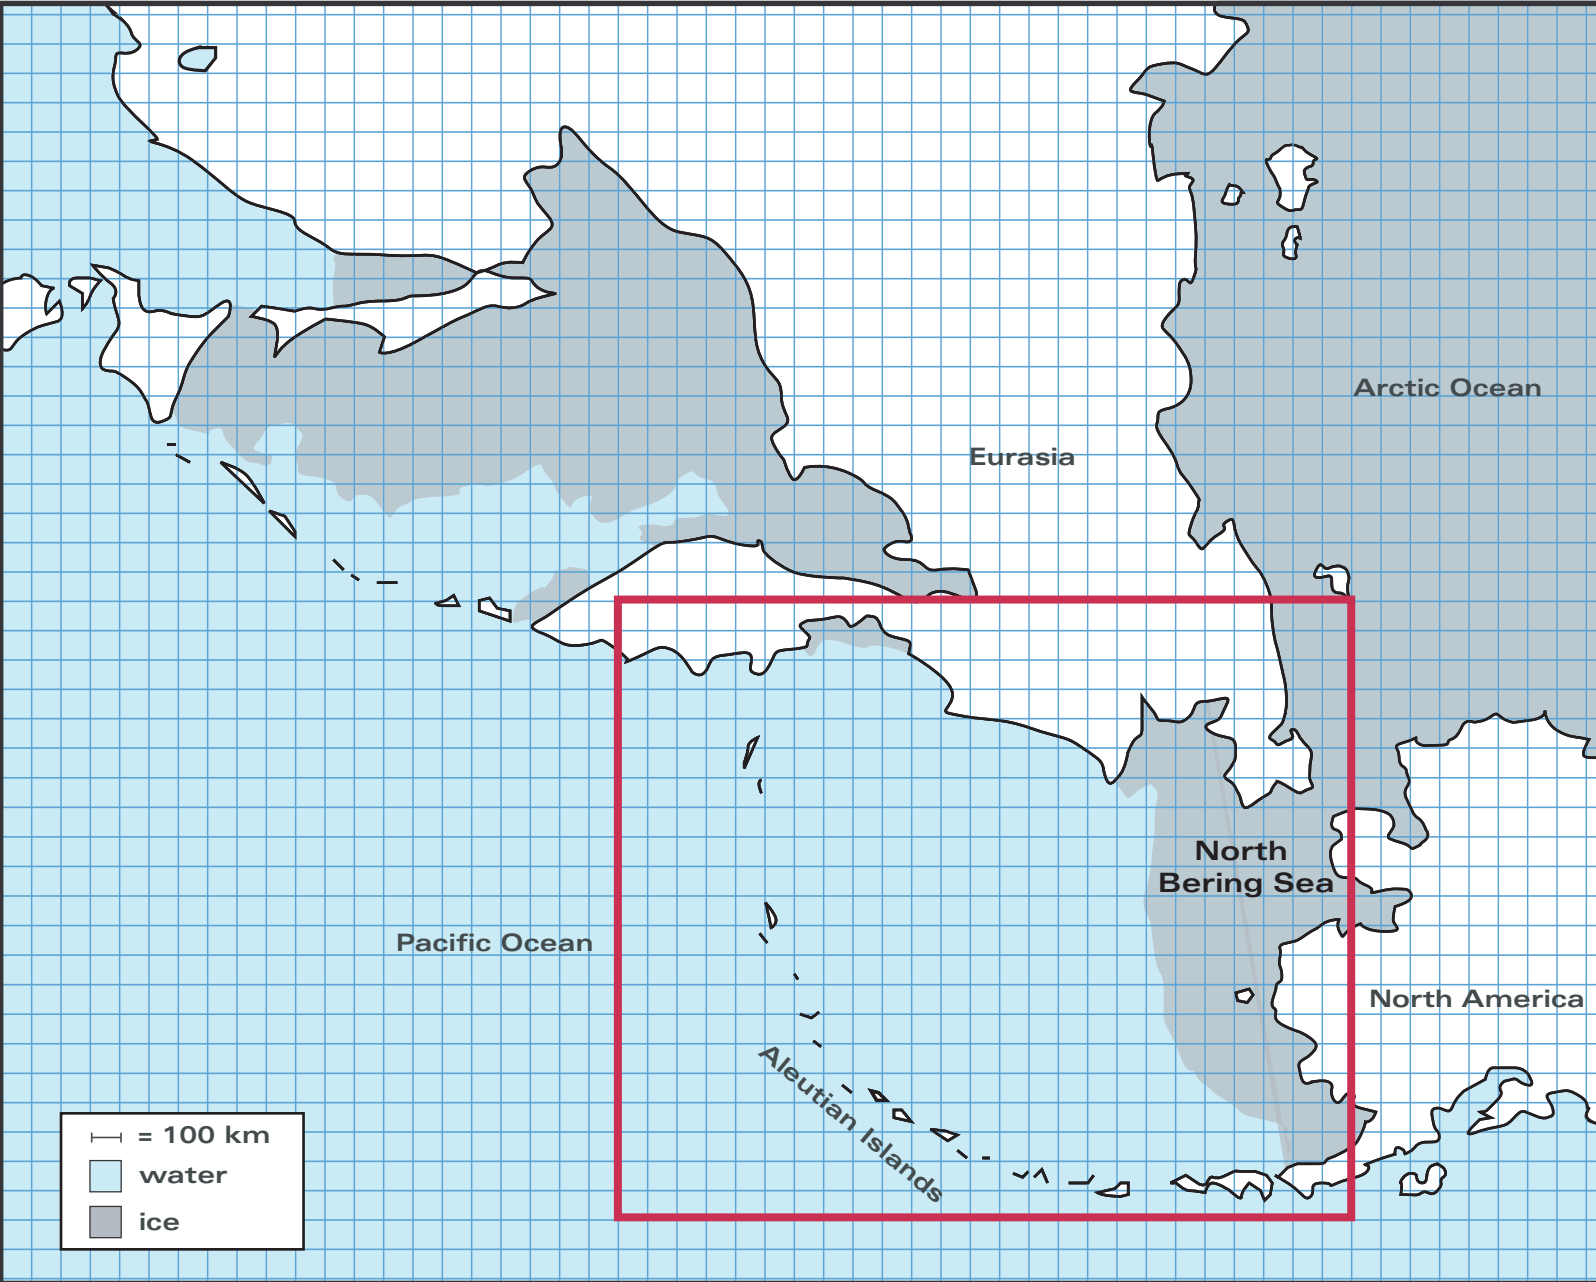 Arctic Ocean
Eurasia
North
Bering Sea
Pacific Ocean
North America
Aleutian Islands
= 100 km
water
ice